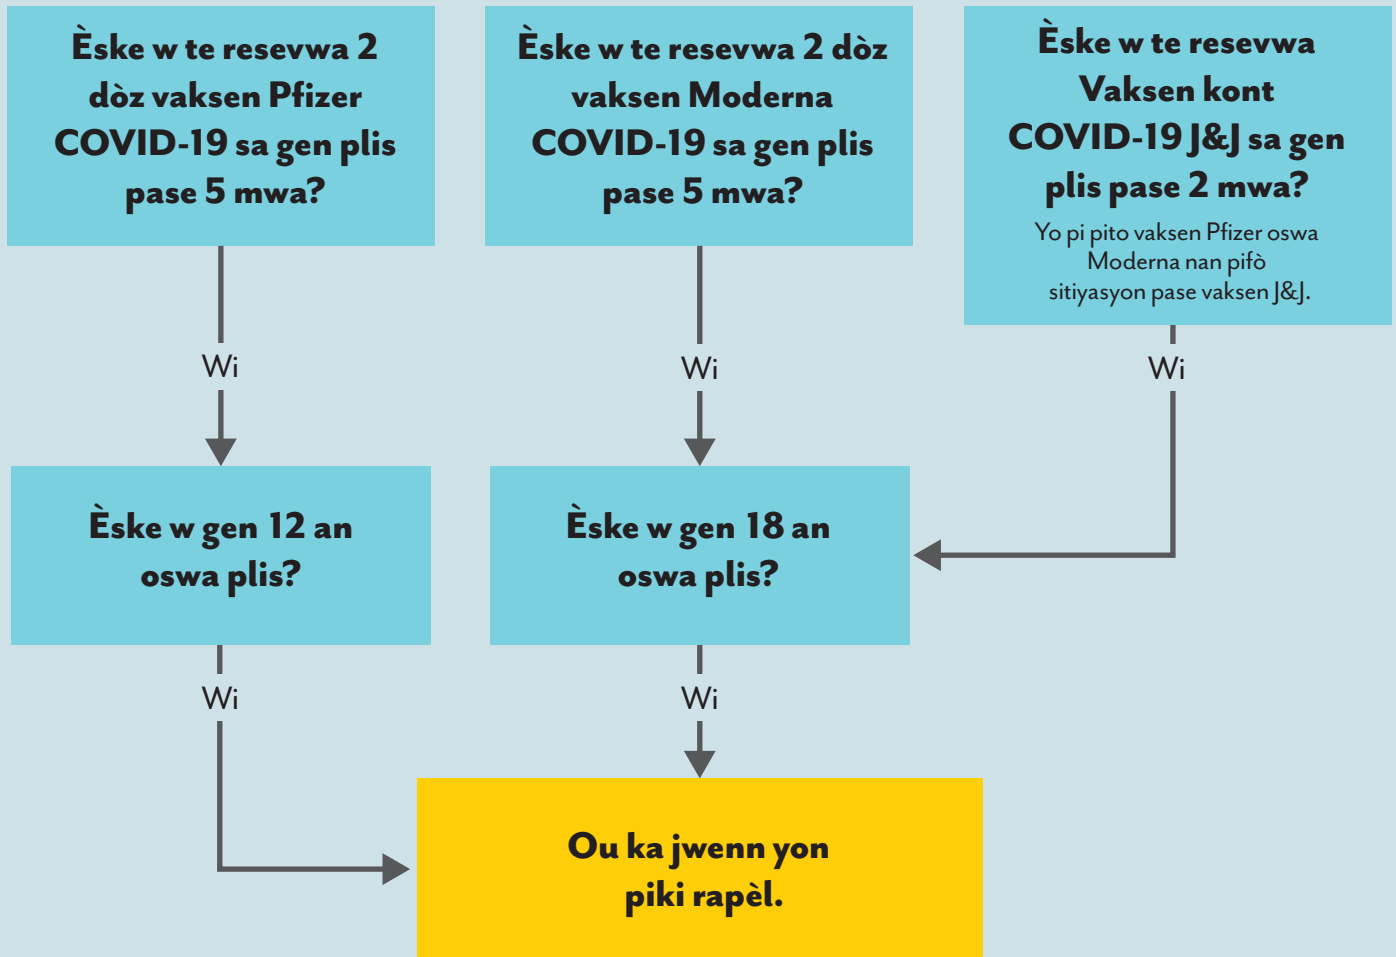 Èske w te resevwa 2
dòz vaksen Pfizer
COVID-19 sa gen plis
pase 5 mwa?
Èske w te resevwa 2 dòz
vaksen Moderna
COVID-19 sa gen plis
pase 5 mwa?
Èske w te resevwa
Vaksen kont
COVID-19 J&J sa gen
plis pase 2 mwa?
Yo pi pito vaksen Pfizer oswa
Moderna nan pifò
sitiyasyon pase vaksen J&J.
Wi
Wi
Wi
Èske w gen 12 an
oswa plis?
Èske w gen 18 an
oswa plis?
Wi
Wi
Ou ka jwenn yon
piki rapèl.